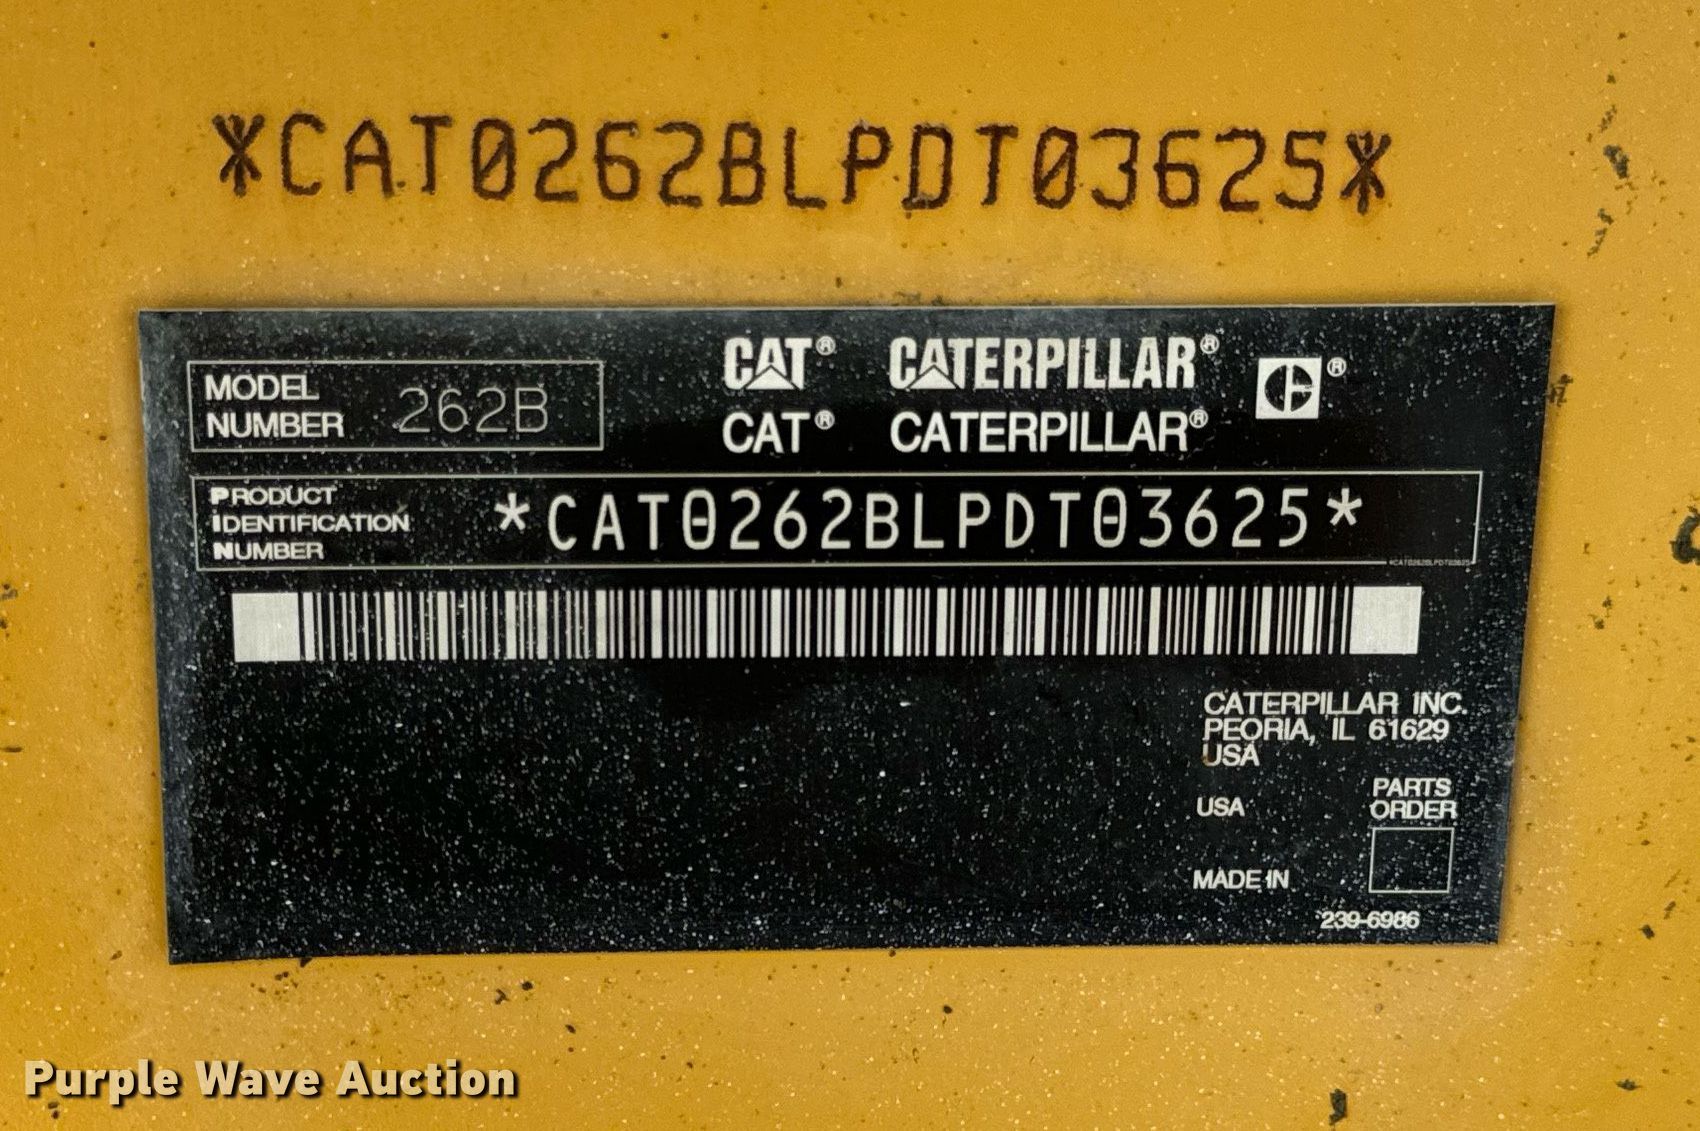 *CAT0262BLPDT03625*
CAT® CATERPILLAR® ®
CAT® CATERPILLAR®
MODEL
NUMBER 262B
PRODUCT
IDENTIFICATION
NUMBER
*CAT0262BLPDT03625*
*CAT0262BLPDT03625*
CATERPILLAR INC.
PEORIA, IL 61629
USA
USA
PARTS
ORDER
MADE IN
239-6986
Purple Wave Auction